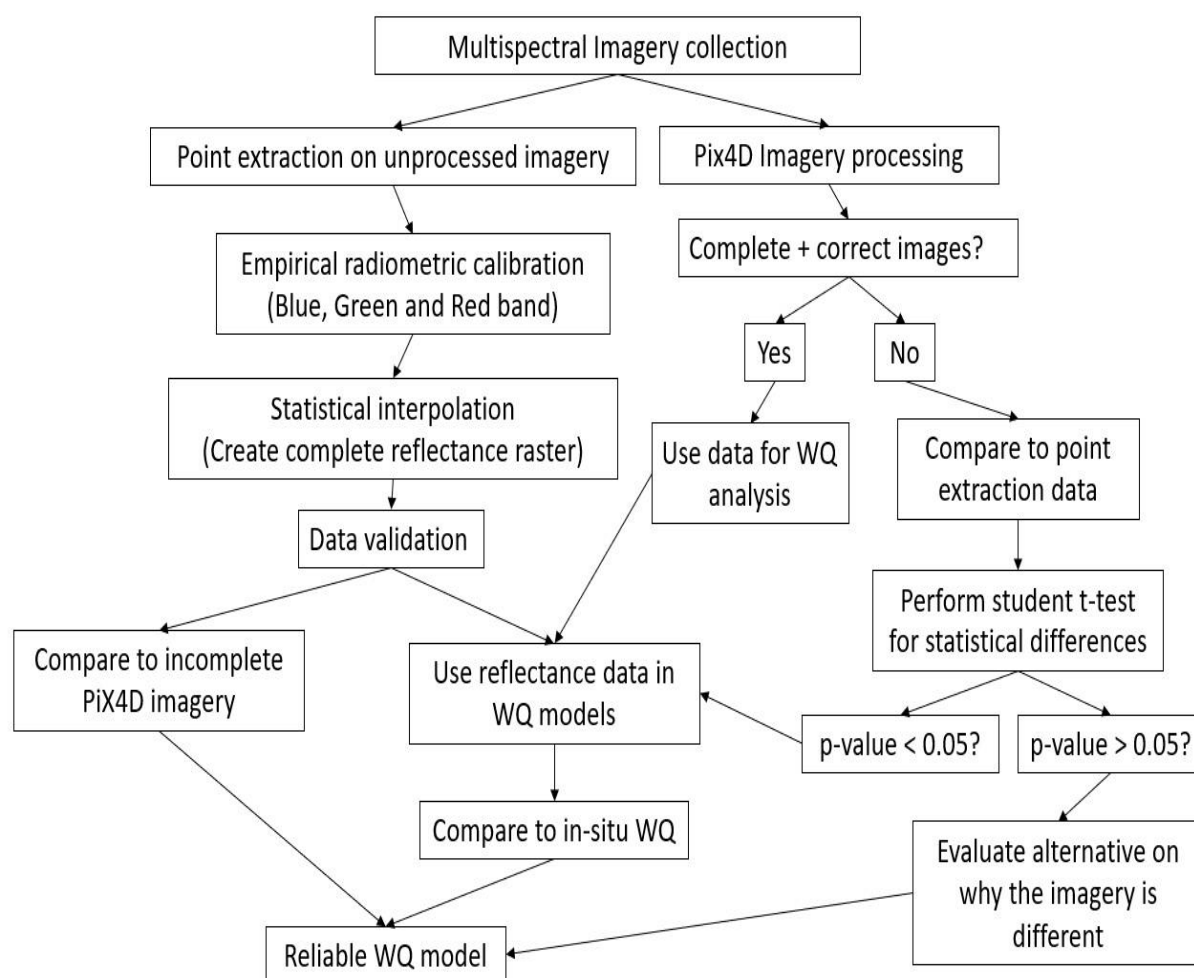 Multispectral Imagery collection
Point extraction on unprocessed imagery
Pix4D Imagery processing
Empirical radiometric calibration
(Blue, Green and Red band)
Complete + correct images?
Yes
No
Statistical interpolation
(Create complete reflectance raster)
Use data for WQ
analysis
Compare to point
extraction data
Data validation
Perform student t-test
for statistical differences
Compare to incomplete
PiX4D imagery
Use reflectance data in
WQ models
p-value < 0.05?
p-value > 0.05?
Compare to in-situ WQ
Evaluate alternative on
why the imagery is
different
Reliable WQ model